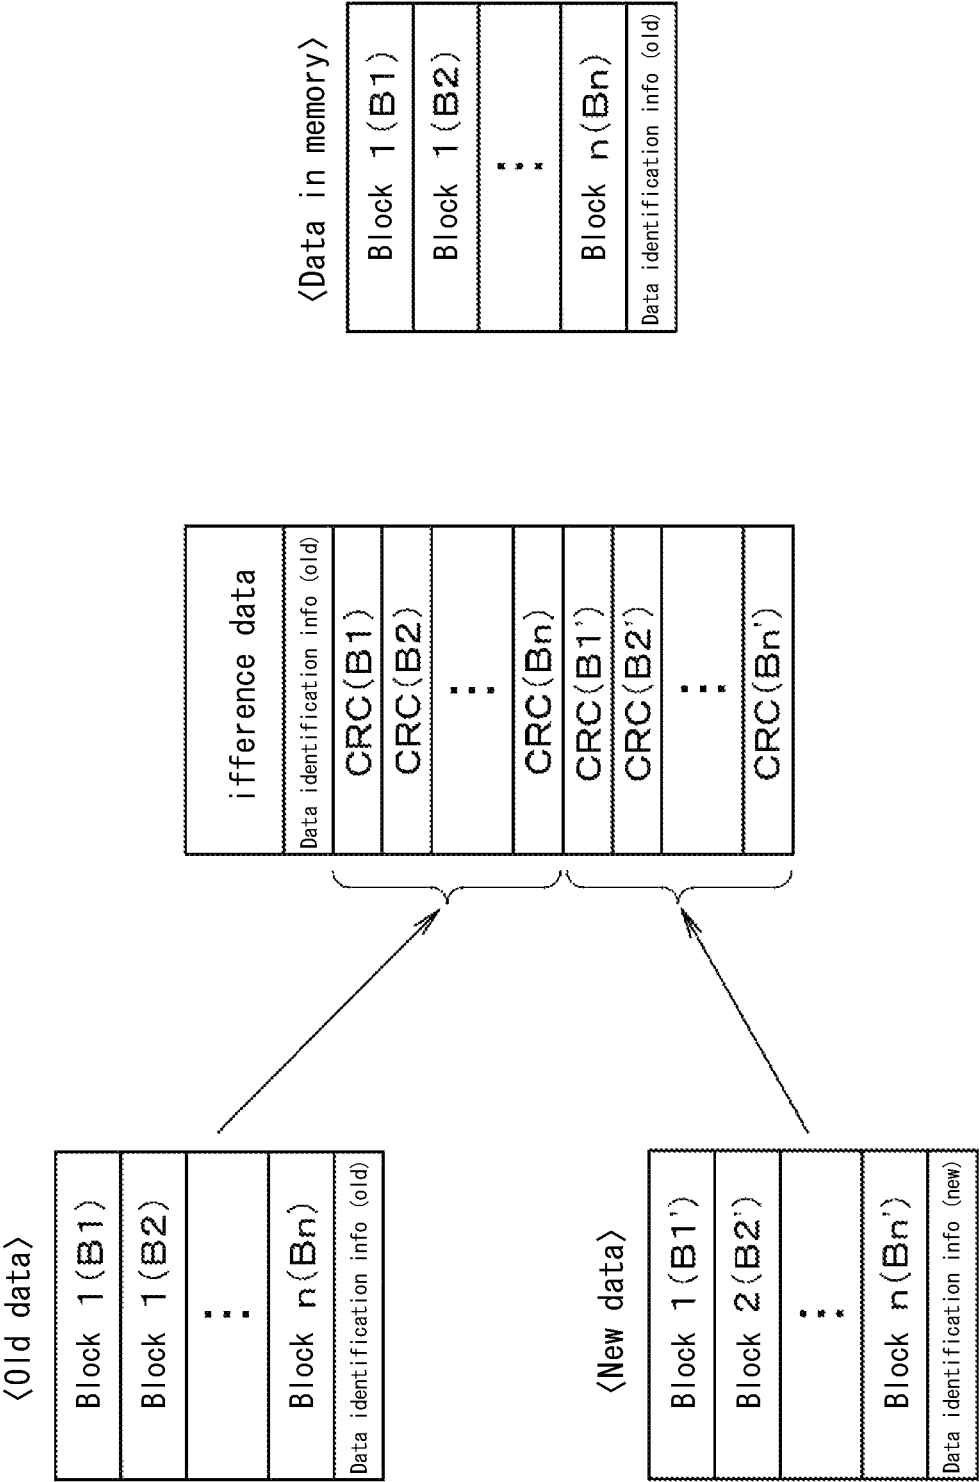 <Old data>
Block 1(B1)
Block 1(B2)
Block n(Bn)
Data identification info (old)
<New data>
Block 1(B1')
Block 2(B2')
Block n(Bn')
Data identification info (new)
ifference data
Data identification info (old)
CRC(B1)
CRC(B2)
CRC(Bn)
CRC(B1')
CRC(B2')
CRC(Bn')
<Data in memory>
Block 1(B1)
Block 1(B2)
Block n(Bn)
Data identification info (old)